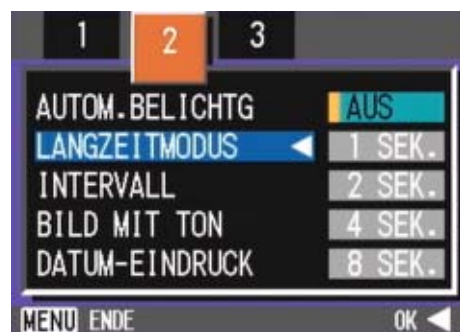 1 2 3
AUTOM.BELICHTG AUS
LANGZEITMODUS 1 SEK.
INTERVALL 2 SEK.
BILD MIT TON 4 SEK.
DATUM-EINDRUCK 8 SEK.
MENU ENDE OK